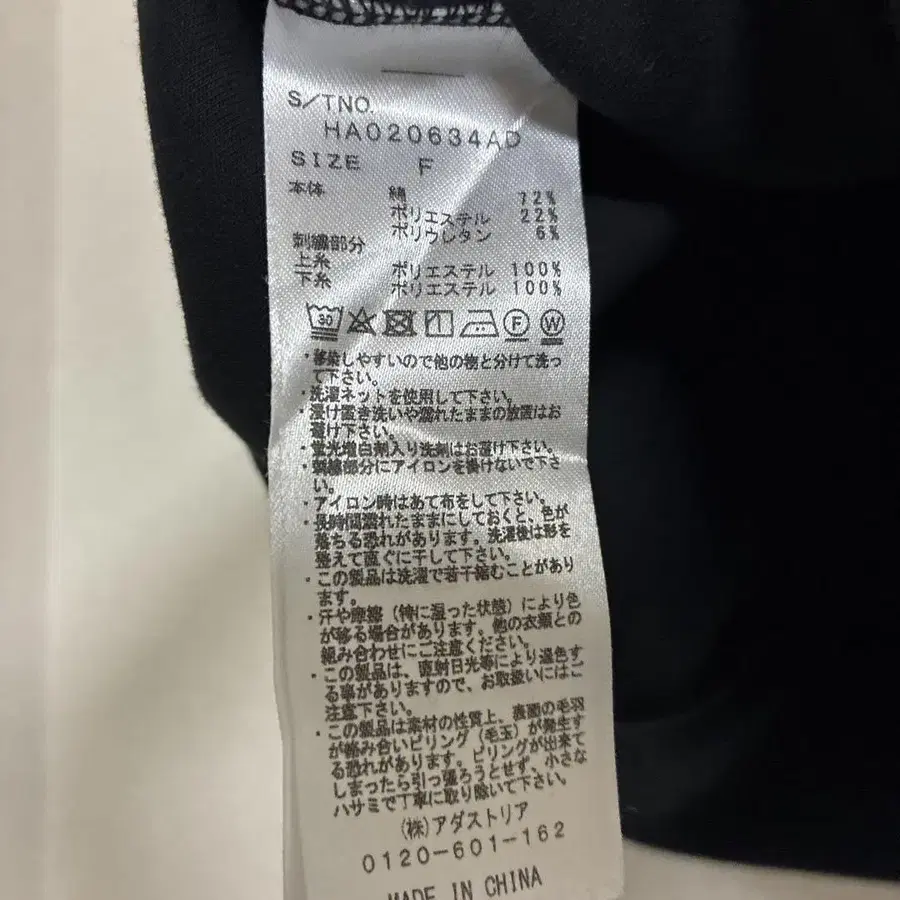 S/TNO.
HA020634AD
SIZE F
本体 綿 72%
ポリエステル 22%
ポリウレタン 6%
刺繍部分
上糸 ポリエステル 100%
下糸 ポリエステル 100%
30 F W
・移染しやすいので他の物と分けて洗っ
て下さい。
・洗濯ネットを使用して下さい。
・浸け置き洗いや濡れたままの放置はお
避け下さい。
・蛍光増白剤入り洗剤はお避け下さい。
・刺繍部分にアイロンを掛けないで下さ
い。
・アイロン時はあて布をして下さい。
・長時間濡れたままにしておくと、色が
落ちる恐れがあります。洗濯後は形を
整えて直ぐに干して下さい。
・この製品は洗濯で若干縮むことがあり
ます。
・汗や摩擦（特に湿った状態）により色
が移る場合があります。他の衣類との
組み合わせにご注意ください。
・この製品は、直射日光等により退色す
る事がありますので、お取扱いにはご
注意下さい。
・この製品は素材の性質上、表面の毛羽
が絡み合いピリング（毛玉）が発生す
る恐れがあります。ピリングが出来て
しまったら引っ張ろうとせず、小さな
ハサミで丁寧に取り除いて下さい。
(株)アダストリア
0120-601-162
MADE IN CHINA